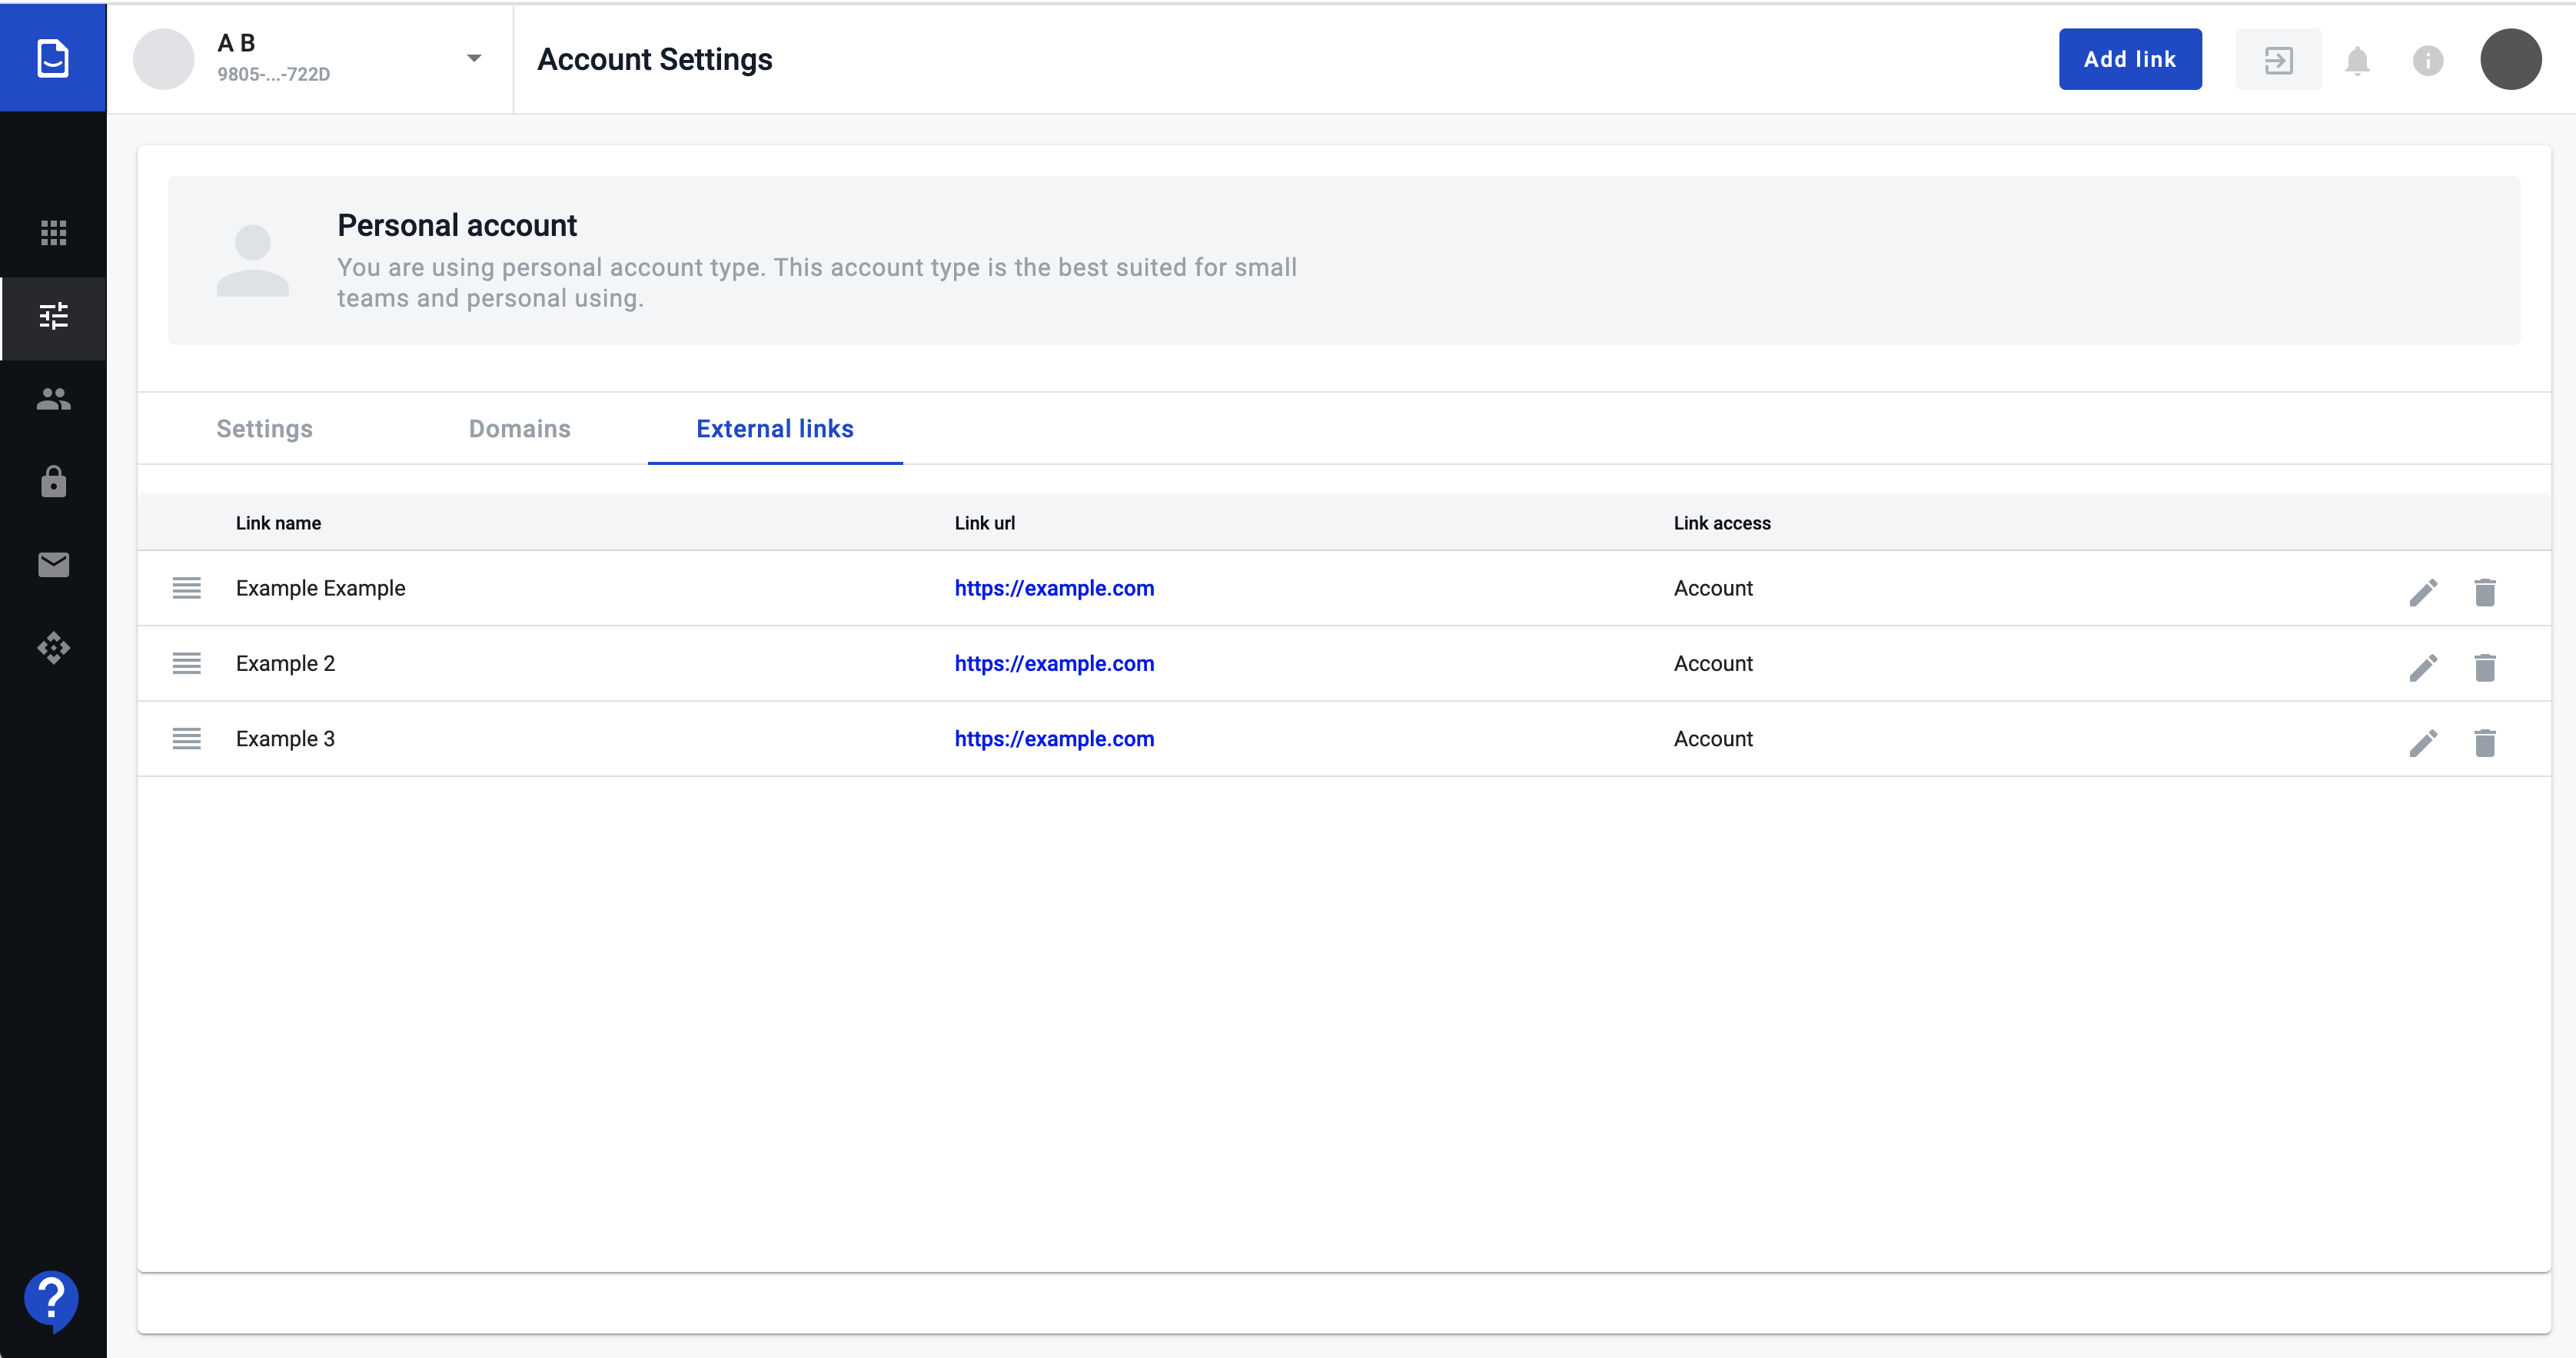 A B
9805-...-722D
Account Settings
Add link
Personal account
You are using personal account type. This account type is the best suited for small
teams and personal using.
Settings
Domains
External links
Link name
Link url
Link access
Example Example
https://example.com
Account
Example 2
https://example.com
Account
Example 3
https://example.com
Account